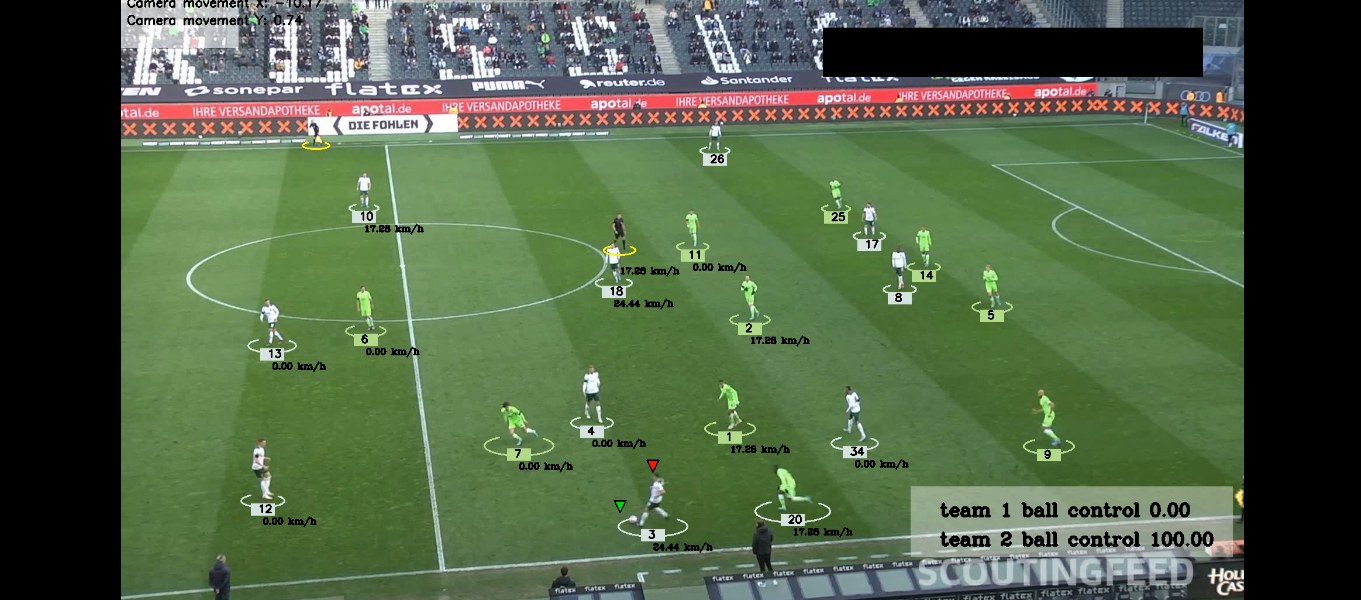 Camera movement X: -10.17
Camera movement Y: 0.74
sonepar flatex PUMA reuter.de Santander flatex
IHRE VERSANDAPOTHEKE apotal.de IHRE VERSANDAPOTHEKE apotal.de IHRE VERSANDAPOTHEKE apotal.de IHRE VERSANDAPOTHEKE apotal.de
DIE FOHLEN
FALKE
26
10
17.28 km/h
25
17
11
0.00 km/h
14
17.28 km/h
18
24.44 km/h
8
5
2
17.28 km/h
6
0.00 km/h
13
0.00 km/h
4
0.00 km/h
1
17.28 km/h
7
0.00 km/h
34
0.00 km/h
9
12
0.00 km/h
3
24.44 km/h
20
17.28 km/h
team 1 ball control 0.00
team 2 ball control 100.00
SCOUTINGFEED
flatex flatex flatex